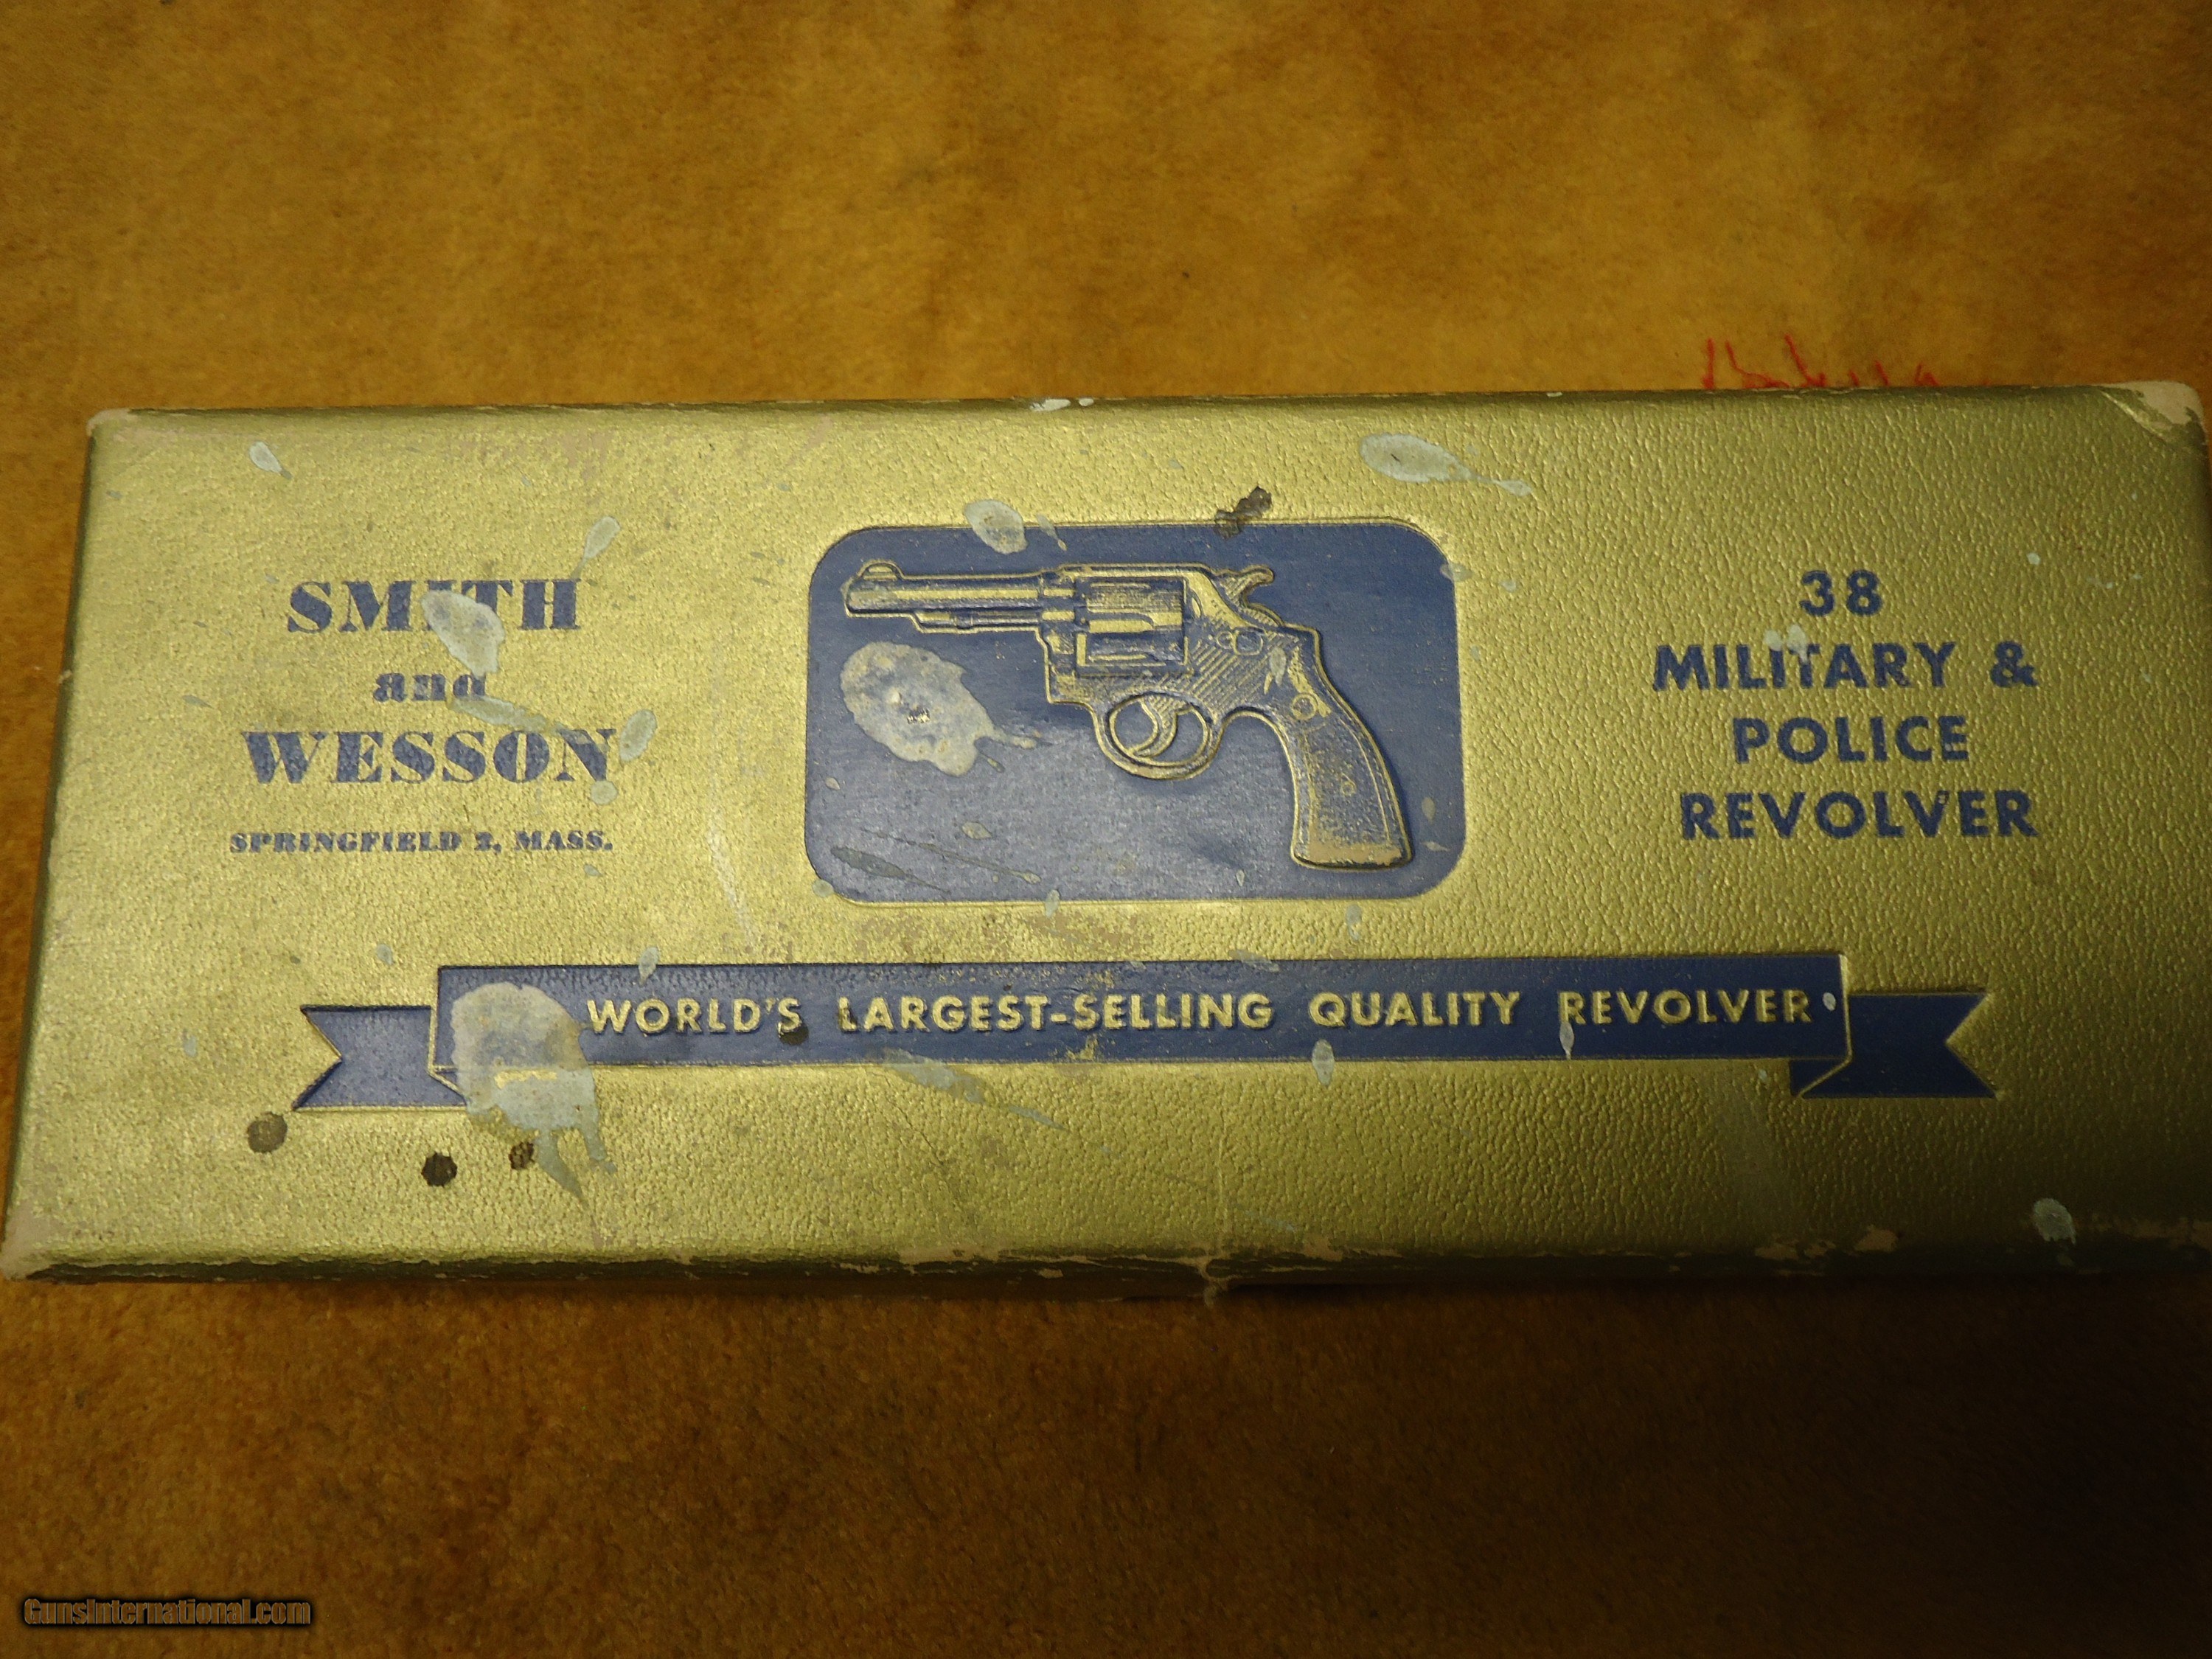 SMITH
and
WESSON
SPRINGFIELD 2, MASS.
38
MILITARY &
POLICE
REVOLVER
WORLD'S LARGEST-SELLING QUALITY REVOLVER
GunsInternational.com